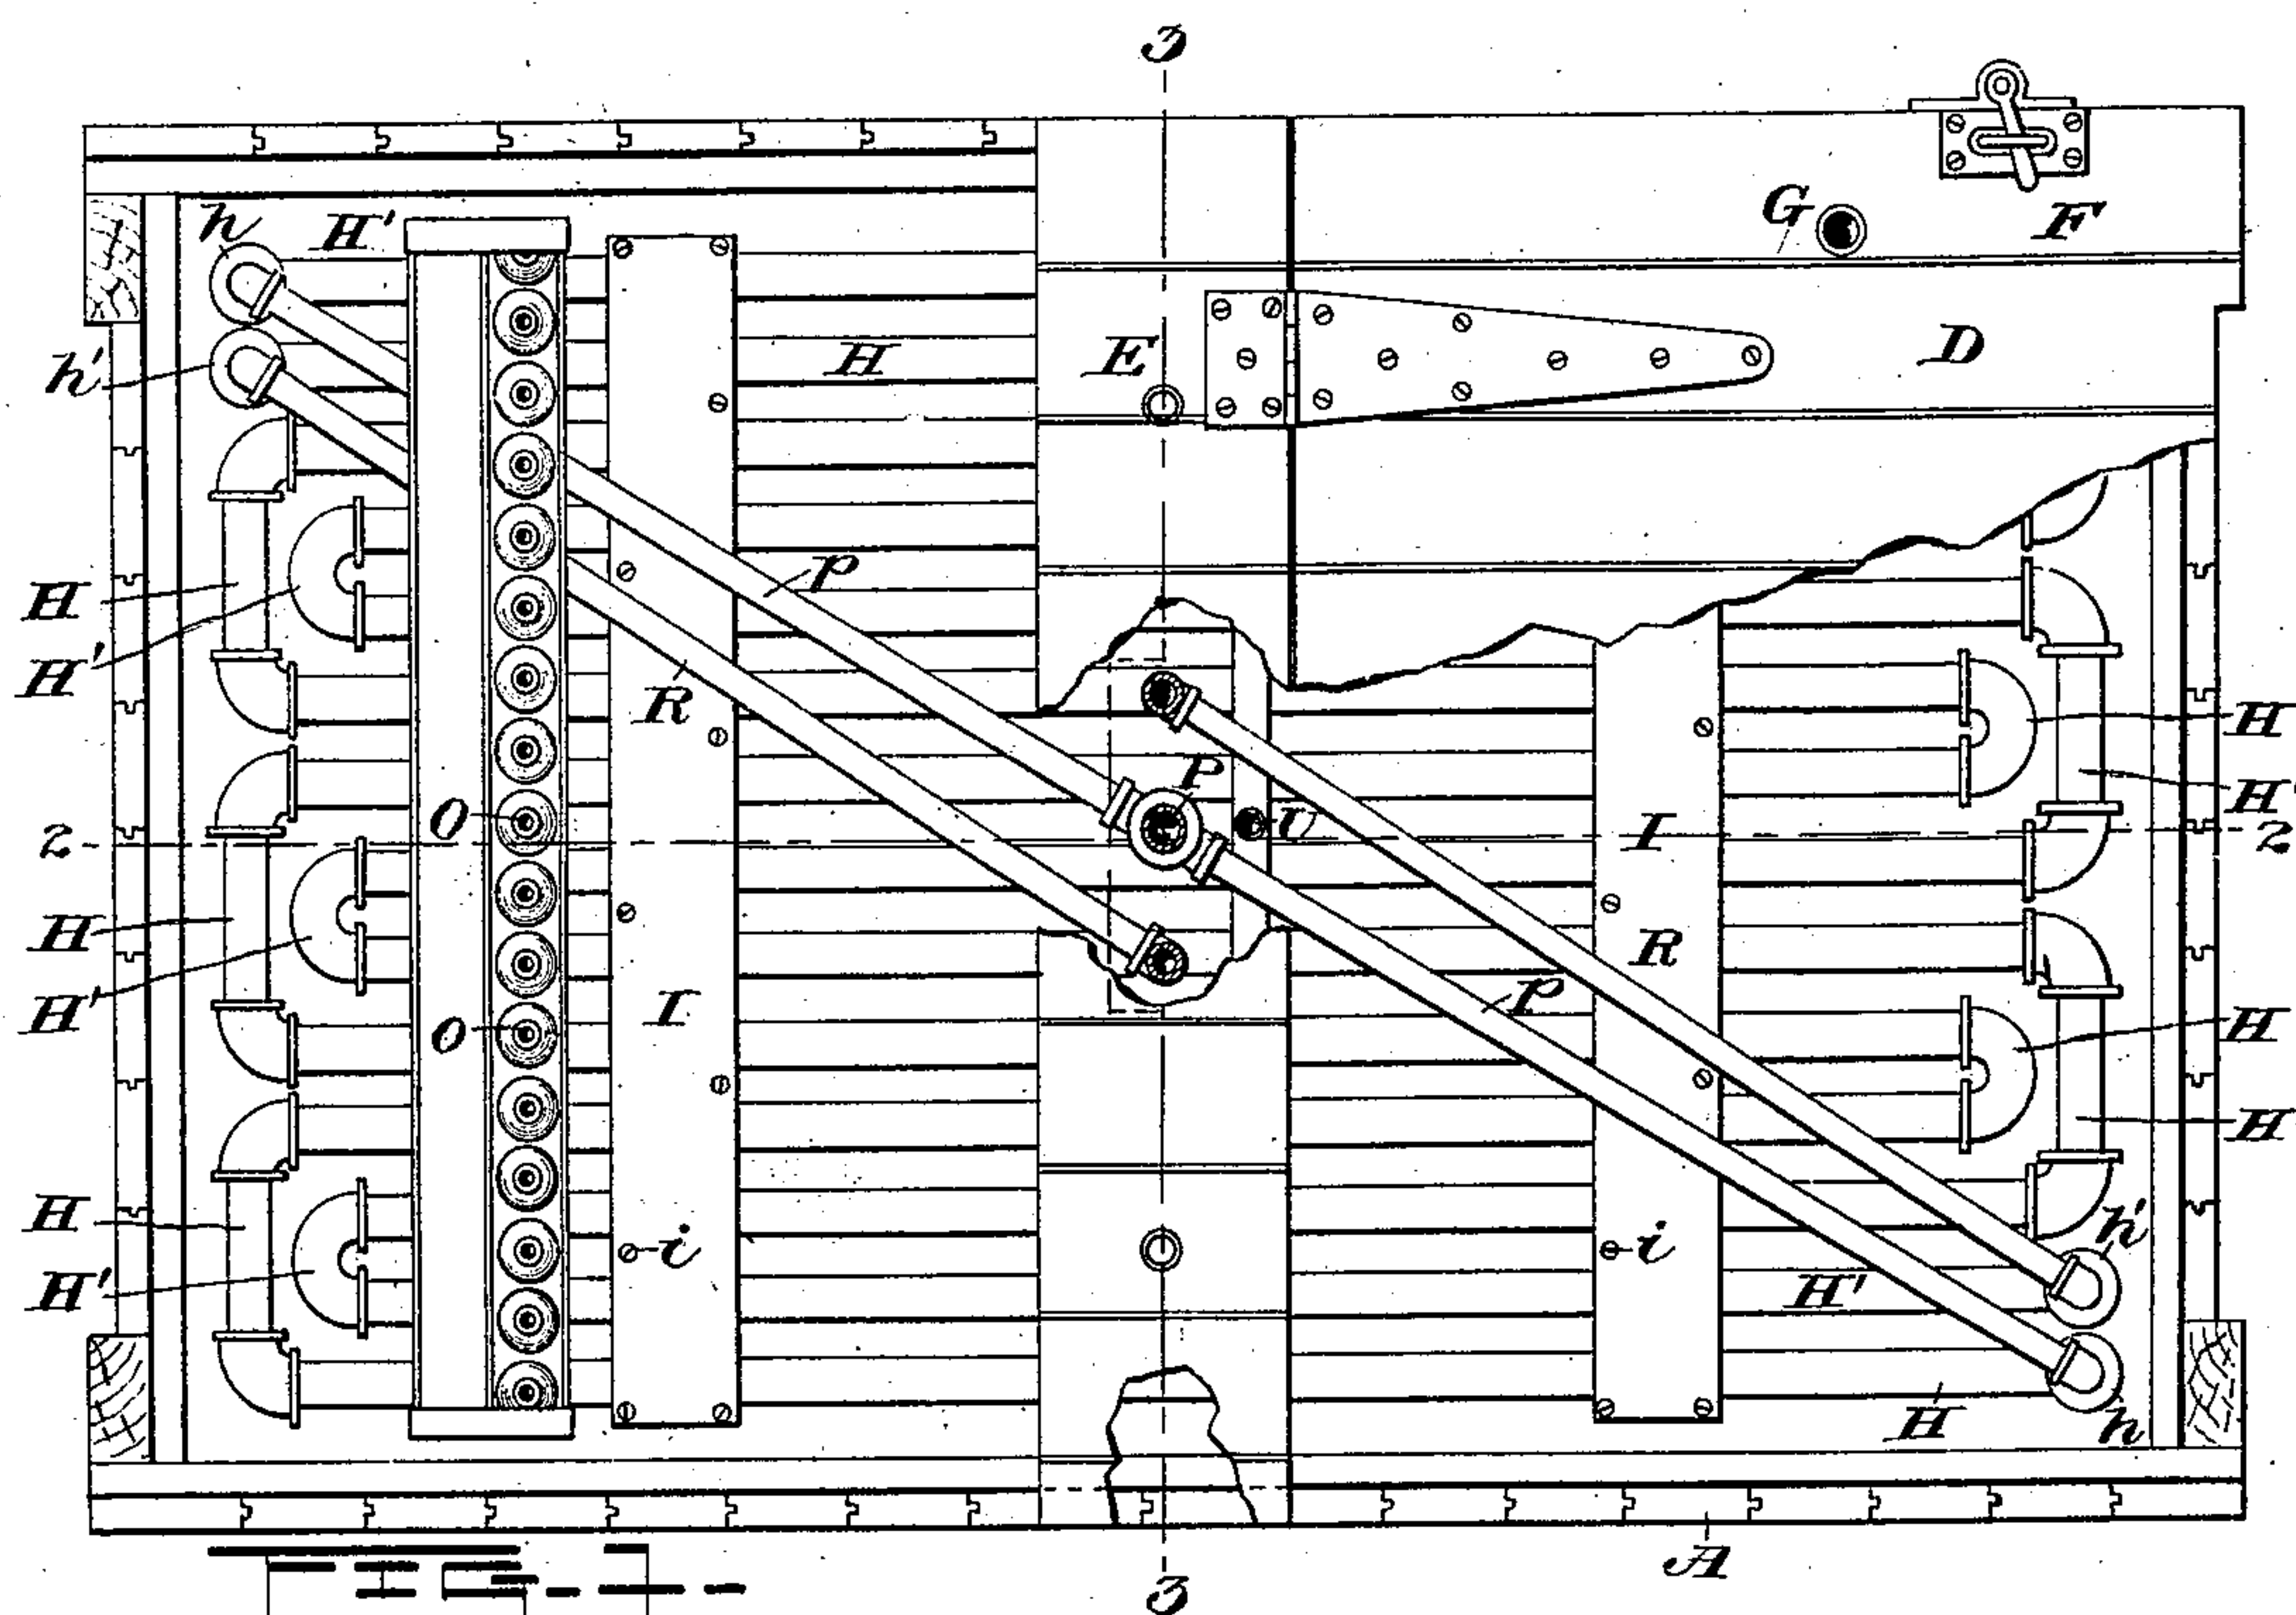 3
G F
h H'
h' H E D
p
H
H'
R
H
P
H'
O U I
2 2
H R
H' O I p H
H
H i i h'
H' H'
H h
A
3